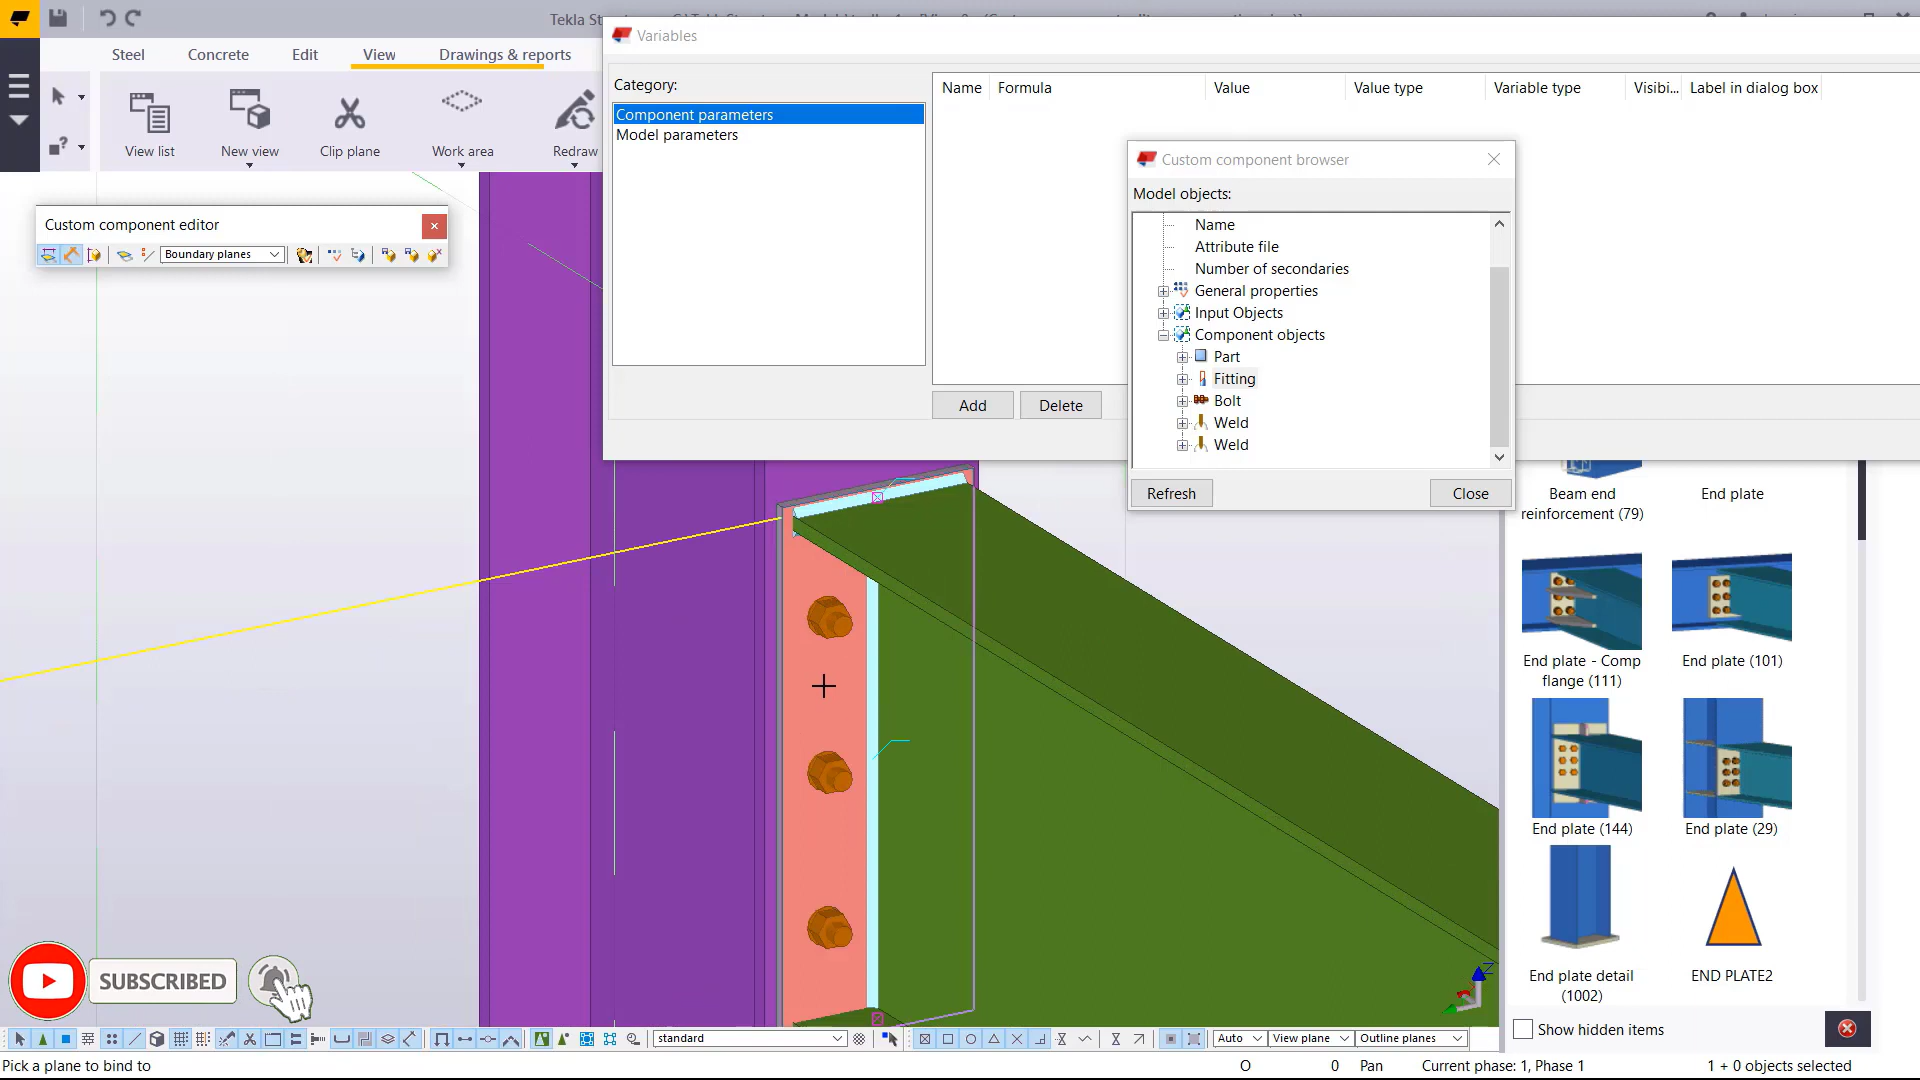 Tekla St
Variables
Steel
Concrete
Edit
View
Drawings & reports
View list
New view
Clip plane
Work area
Redraw
Category:
Component parameters
Model parameters
Name
Formula
Value
Value type
Variable type
Visibi...
Label in dialog box
Add
Delete
Custom component editor
Boundary planes
Custom component browser
Model objects:
Name
Attribute file
Number of secondaries
General properties
Input Objects
Component objects
Part
Fitting
Bolt
Weld
Weld
Refresh
Close
Beam end
reinforcement (79)
End plate
End plate - Comp
flange (111)
End plate (101)
End plate (144)
End plate (29)
End plate detail
(1002)
END PLATE2
Show hidden items
SUBSCRIBED
Z
standard
Auto
View plane
Outline planes
Pick a plane to bind to
O
0
Pan
Current phase: 1, Phase 1
1 + 0 objects selected